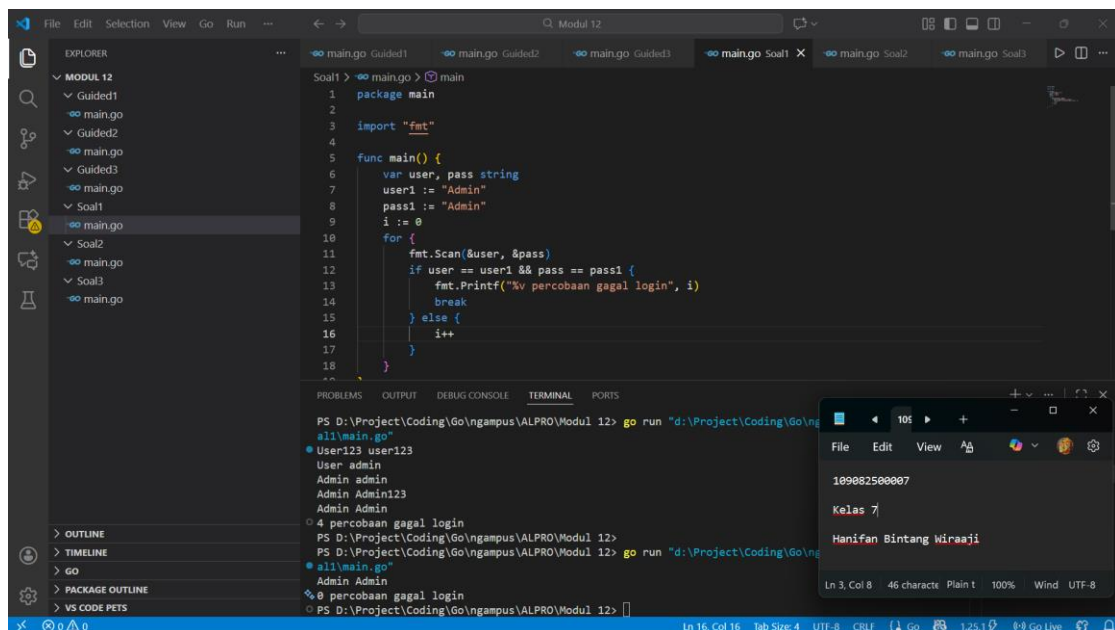 File Edit Selection View Go Run ... Modul 12
EXPLORER ...
MODUL 12
Guided1
main.go
Guided2
main.go
Guided3
main.go
Soal1
main.go
Soal2
main.go
Soal3
main.go
OUTLINE
TIMELINE
GO
PACKAGE OUTLINE
VS CODE PETS
main.go Guided1 main.go Guided2 main.go Guided3 main.go Soal1 main.go Soal2 main.go Soal3
Soal1 > main.go > main
1 package main
2
3 import "fmt"
4
5 func main() {
6 var user, pass string
7 user1 := "Admin"
8 pass1 := "Admin"
9 i := 0
10 for {
11 fmt.Scan(&user, &pass)
12 if user == user1 && pass == pass1 {
13 fmt.Printf("%v percobaan gagal login", i)
14 break
15 } else {
16 i++
17 }
18 }
PROBLEMS OUTPUT DEBUG CONSOLE TERMINAL PORTS
PS D:\Project\Coding\Go\ngampus\ALPRO\Modul 12> go run "d:\Project\Coding\Go\ng
al1\main.go"
User123 user123
User admin
Admin admin
Admin Admin123
Admin Admin
4 percobaan gagal login
PS D:\Project\Coding\Go\ngampus\ALPRO\Modul 12>
PS D:\Project\Coding\Go\ngampus\ALPRO\Modul 12> go run "d:\Project\Coding\Go\ng
al1\main.go"
Admin Admin
0 percobaan gagal login
PS D:\Project\Coding\Go\ngampus\ALPRO\Modul 12>
109
File Edit View
109082500007
Kelas 7
Hanifan Bintang Wiraaji
Ln 3, Col 8 46 characte Plain t 100% Wind UTF-8
0 0 Ln 16, Col 16 Tab Size: 4 UTF-8 CRLF Go 1.25.1 Go Live